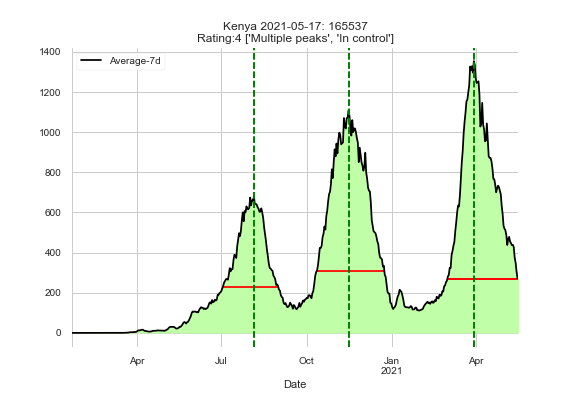 Kenya 2021-05-17: 165537
Rating:4 ['Multiple peaks', 'In control']
1400
Average-7d
1200
1000
800
600
400
200
0
Apr Jul Oct Jan Apr
2021
Date